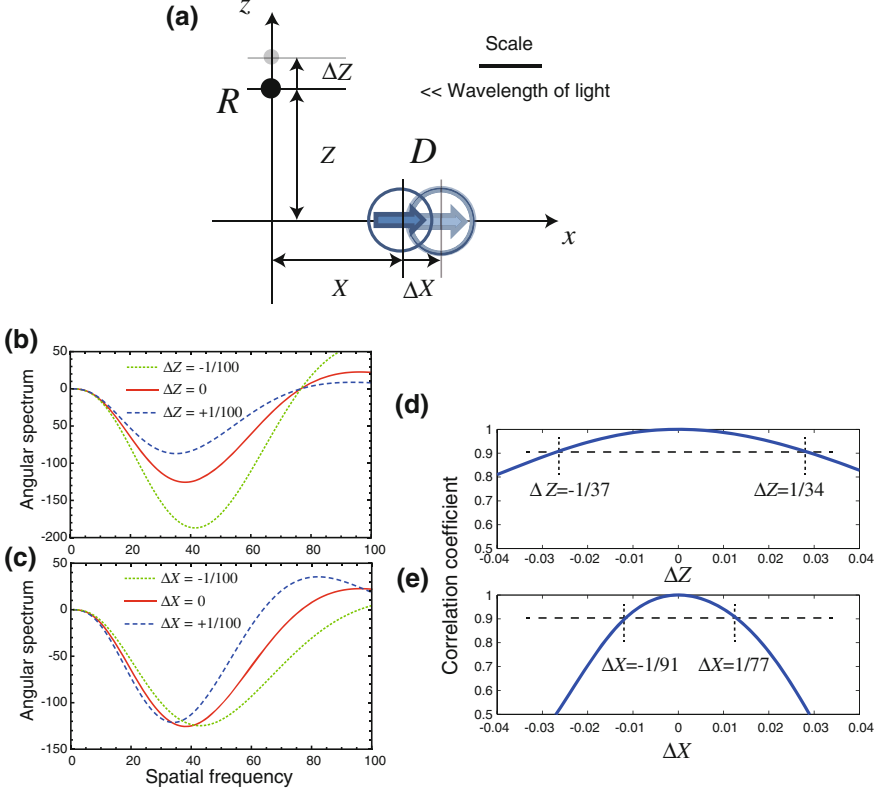 (a)
z
ΔZ
R
Z
Scale
<< Wavelength of light
D
x
X
ΔX
(b)
Angular spectrum
50
0
-50
-100
-150
-200
ΔZ = -1/100
ΔZ = 0
ΔZ = +1/100
0 20 40 60 80 100
(c)
Angular spectrum
50
0
-50
-100
-150
ΔX = -1/100
ΔX = 0
ΔX = +1/100
0 20 40 60 80 100
Spatial frequency
(d)
Correlation coefficient
1
0.9
0.8
0.7
0.6
0.5
ΔZ=-1/37
ΔZ=1/34
-0.04 -0.03 -0.02 -0.01 0 0.01 0.02 0.03 0.04
ΔZ
(e)
1
0.9
0.8
0.7
0.6
0.5
ΔX=-1/91
ΔX=1/77
-0.04 -0.03 -0.02 -0.01 0 0.01 0.02 0.03 0.04
ΔX